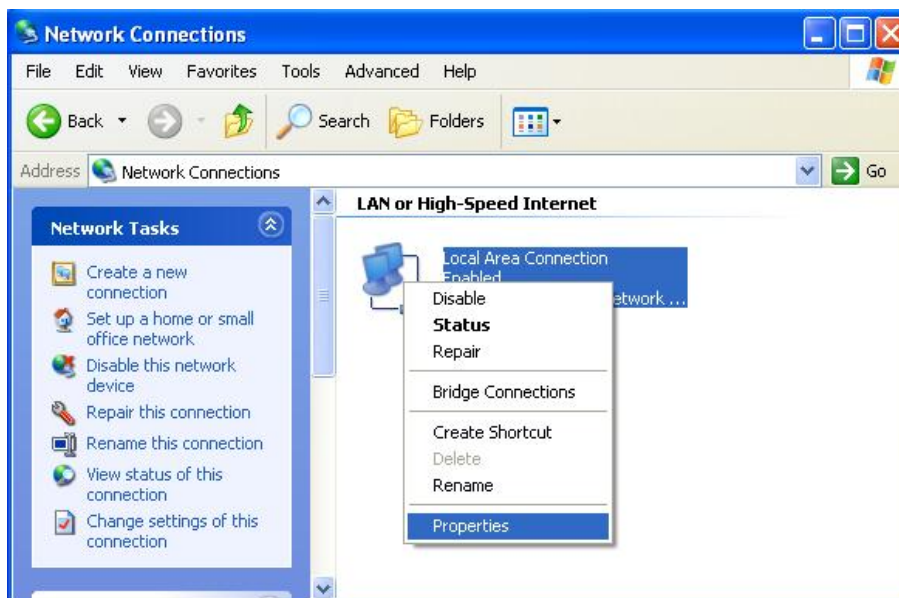 Network Connections
File Edit View Favorites Tools Advanced Help
Back Search Folders
Address Network Connections Go
Network Tasks
Create a new
connection
Set up a home or small
office network
Disable this network
device
Repair this connection
Rename this connection
View status of this
connection
Change settings of this
connection
LAN or High-Speed Internet
Local Area Connection
Enabled
etwork ...
Disable
Status
Repair
Bridge Connections
Create Shortcut
Delete
Rename
Properties